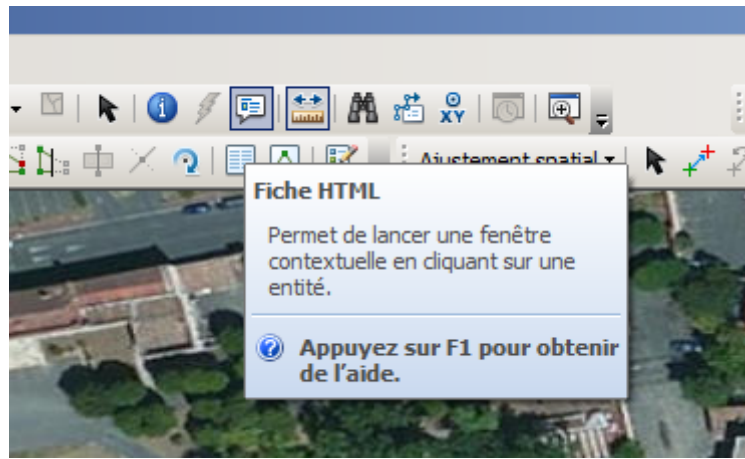 XY
Ajustement spatial
Fiche HTML
Permet de lancer une fenêtre
contextuelle en cliquant sur une
entité.
Appuyez sur F1 pour obtenir
de l'aide.